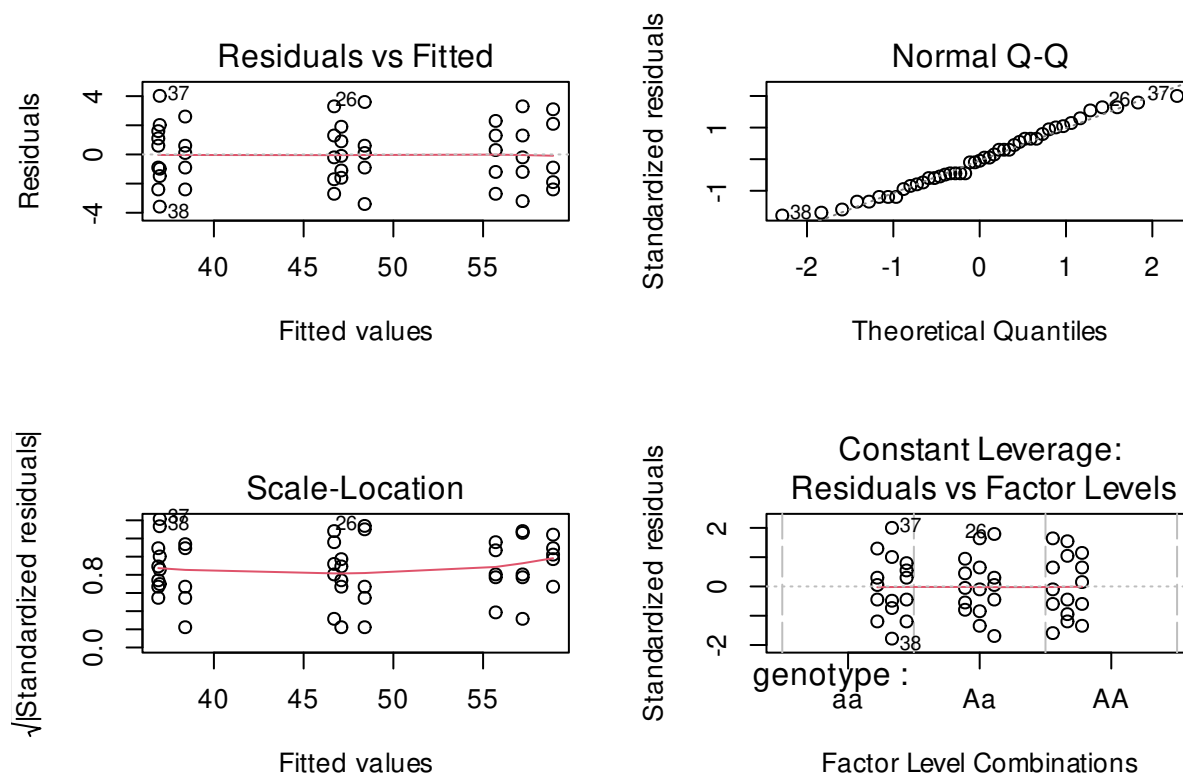 Residuals vs Fitted
Residuals
4
0
-4
37
26
38
40
45
50
55
Fitted values
Normal Q-Q
Standardized residuals
1
-1
38
26
37
-2
-1
0
1
2
Theoretical Quantiles
Scale-Location
√|Standardized residuals|
0.8
0.0
37
38
26
40
45
50
55
Fitted values
Constant Leverage:
Residuals vs Factor Levels
Standardized residuals
2
0
-2
37
26
38
genotype :
aa
Aa
AA
Factor Level Combinations